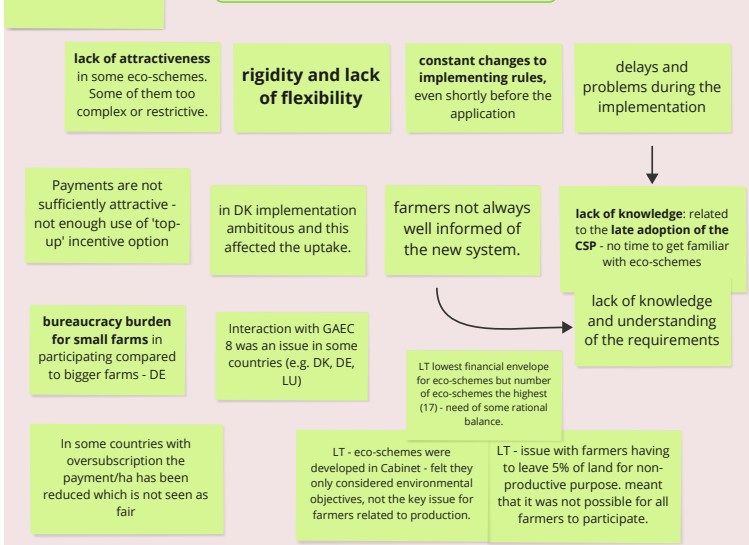 lack of attractiveness
in some eco-schemes.
Some of them too
complex or restrictive.
rigidity and lack
of flexibility
constant changes to
implementing rules,
even shortly before the
application
delays and
problems during the
implementation
Payments are not
sufficiently attractive -
not enough use of 'top-
up' incentive option
in DK implementation
ambititous and this
affected the uptake.
farmers not always
well informed of
the new system.
lack of knowledge: related
to the late adoption of the
CSP - no time to get familiar
with eco-schemes
lack of knowledge
and understanding
of the requirements
bureaucracy burden
for small farms in
participating compared
to bigger farms - DE
Interaction with GAEC
8 was an issue in some
countries (e.g. DK, DE,
LU)
LT lowest financial envelope
for eco-schemes but number
of eco-schemes the highest
(17) - need of some rational
balance.
In some countries with
oversubscription the
payment/ha has been
reduced which is not seen as
fair
LT - eco-schemes were
developed in Cabinet - felt they
only considered environmental
objectives, not the key issue for
farmers related to production.
LT - issue with farmers having
to leave 5% of land for non-
productive purpose. meant
that it was not possible for all
farmers to participate.